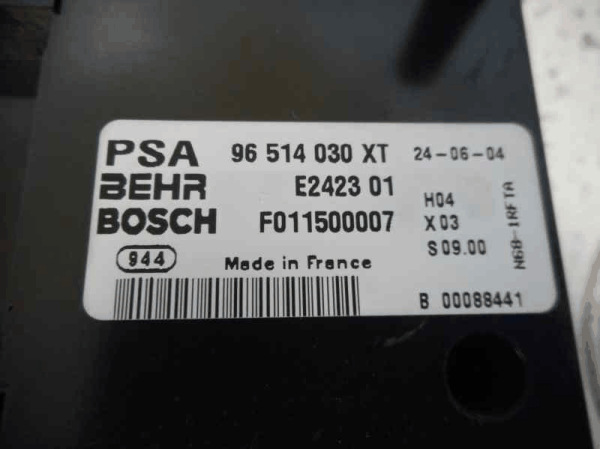 PSA 96 514 030 XT 24-06-04
BEHR E2423 01 H04
BOSCH F011500007 X03
S09.00
944 Made in France
B 00088441
N68-1RFTA